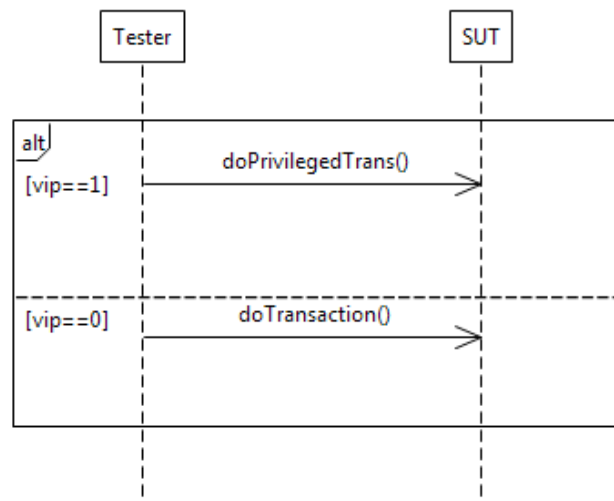 Tester
SUT
alt
doPrivilegedTrans()
[vip==1]
doTransaction()
[vip==0]